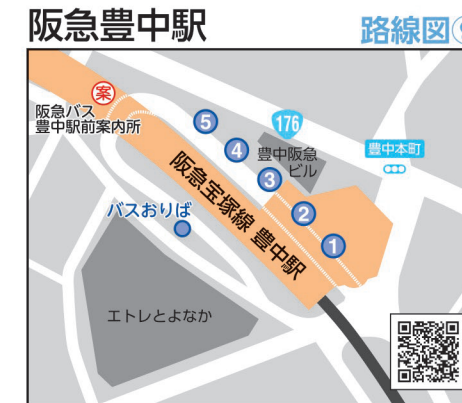 阪急豊中駅
路線図
案
阪急バス
豊中駅前案内所
5
4
3
2
1
176
豊中阪急
ビル
豊中本町
阪急宝塚線 豊中駅
バスおりば
エトレとよなか